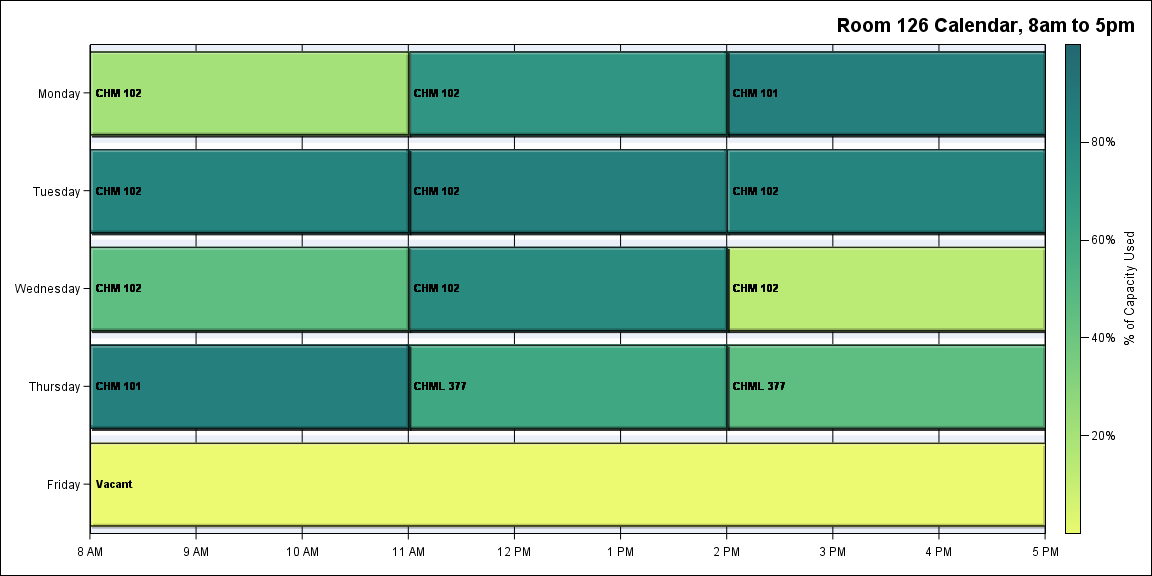 Room 126 Calendar, 8am to 5pm
Monday
CHM 102
CHM 102
CHM 101
Tuesday
CHM 102
CHM 102
CHM 102
Wednesday
CHM 102
CHM 102
CHM 102
Thursday
CHM 101
CHML 377
CHML 377
Friday
Vacant
8 AM
9 AM
10 AM
11 AM
12 PM
1 PM
2 PM
3 PM
4 PM
5 PM
80%
60%
40%
20%
% of Capacity Used